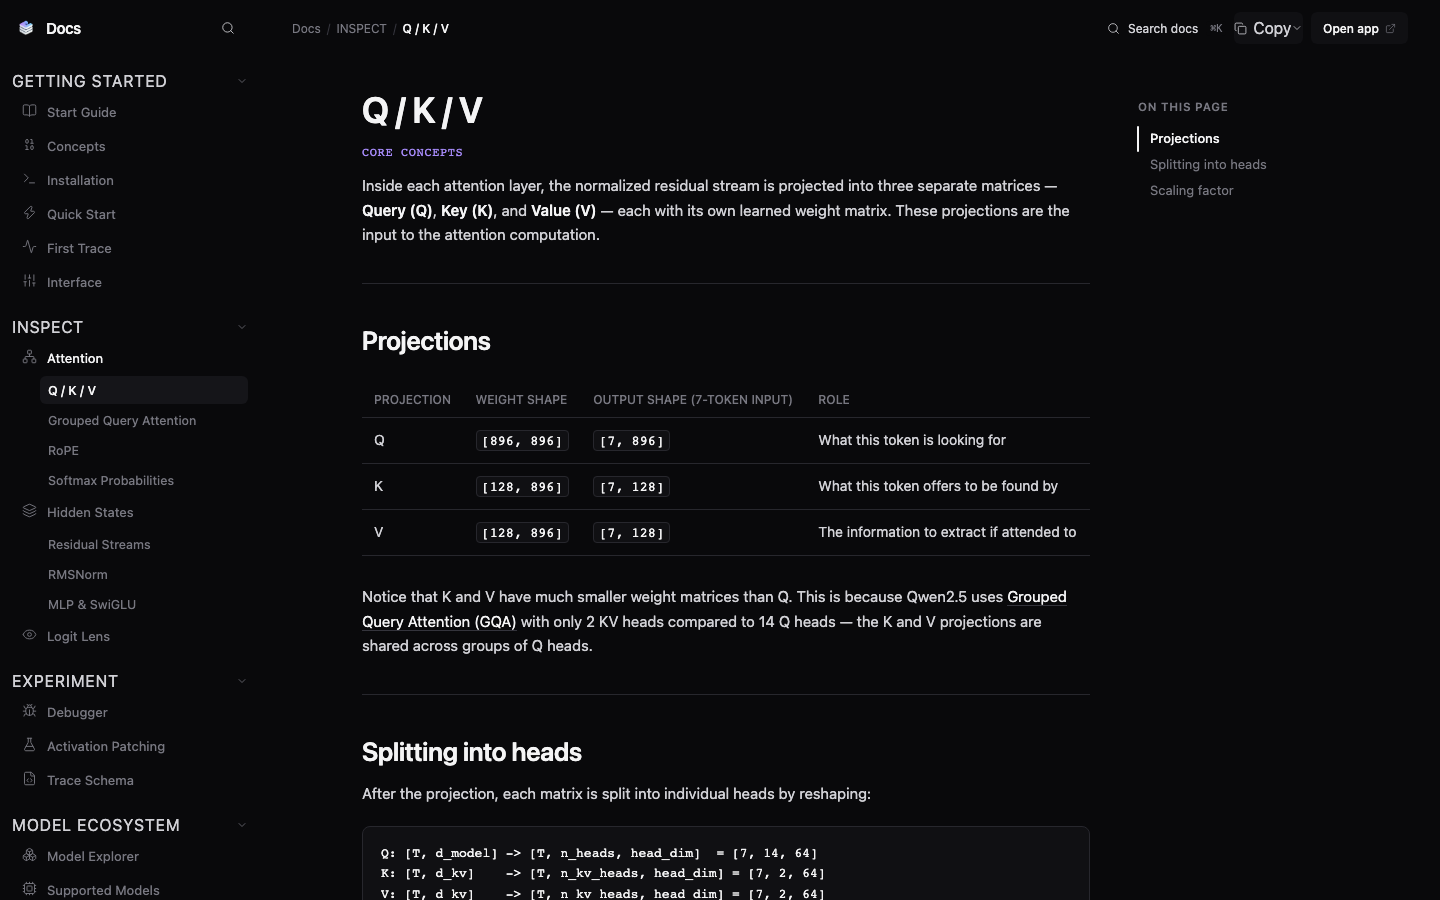 Docs
Docs / INSPECT / Q / K / V
Search docs ⌘K
Copy
Open app
GETTING STARTED
Start Guide
Concepts
Installation
Quick Start
First Trace
Interface
INSPECT
Attention
Q / K / V
Grouped Query Attention
RoPE
Softmax Probabilities
Hidden States
Residual Streams
RMSNorm
MLP & SwiGLU
Logit Lens
EXPERIMENT
Debugger
Activation Patching
Trace Schema
MODEL ECOSYSTEM
Model Explorer
Supported Models
Q / K / V
CORE CONCEPTS
Inside each attention layer, the normalized residual stream is projected into three separate matrices —
Query (Q), Key (K), and Value (V) — each with its own learned weight matrix. These projections are the
input to the attention computation.
Projections
PROJECTION WEIGHT SHAPE OUTPUT SHAPE (7-TOKEN INPUT) ROLE
Q [896, 896] [7, 896] What this token is looking for
K [128, 896] [7, 128] What this token offers to be found by
V [128, 896] [7, 128] The information to extract if attended to
Notice that K and V have much smaller weight matrices than Q. This is because Qwen2.5 uses Grouped
Query Attention (GQA) with only 2 KV heads compared to 14 Q heads — the K and V projections are
shared across groups of Q heads.
Splitting into heads
After the projection, each matrix is split into individual heads by reshaping:
Q: [T, d_model] -> [T, n_heads, head_dim]  = [7, 14, 64]
K: [T, d_kv]    -> [T, n_kv_heads, head_dim] = [7, 2, 64]
V: [T, d_kv]    -> [T, n_kv_heads, head_dim] = [7, 2, 64]
ON THIS PAGE
Projections
Splitting into heads
Scaling factor